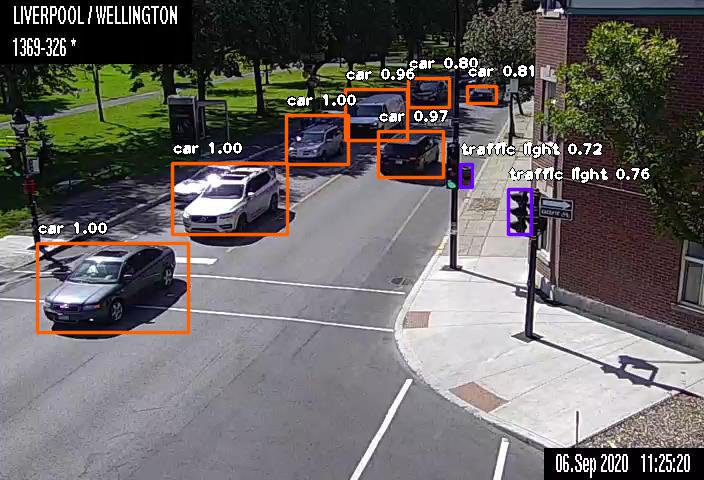 LIVERPOOL / WELLINGTON
1369-326 *
car 0.80
car 0.96
car 0.81
car 1.00
car 0.97
car 1.00
traffic light 0.72
traffic light 0.76
car 1.00
06.Sep 2020 11:25:20